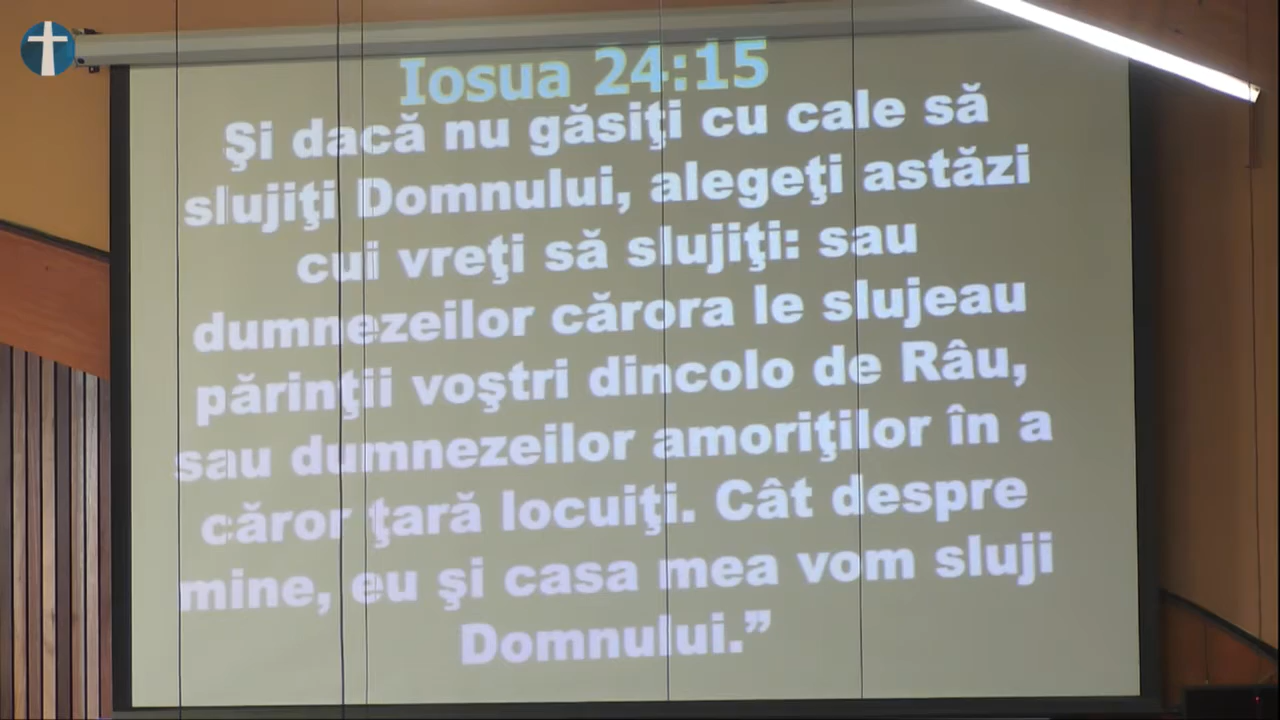 Iosua 24:15
Şi dacă nu găsiţi cu cale să
slujiţi Domnului, alegeţi astăzi
cui vreţi să slujiţi: sau
dumnezeilor cărora le slujeau
părinţii voştri dincolo de Râu,
sau dumnezeilor amoriţilor în a
căror ţară locuiţi. Cât despre
mine, eu şi casa mea vom sluji
Domnului.”